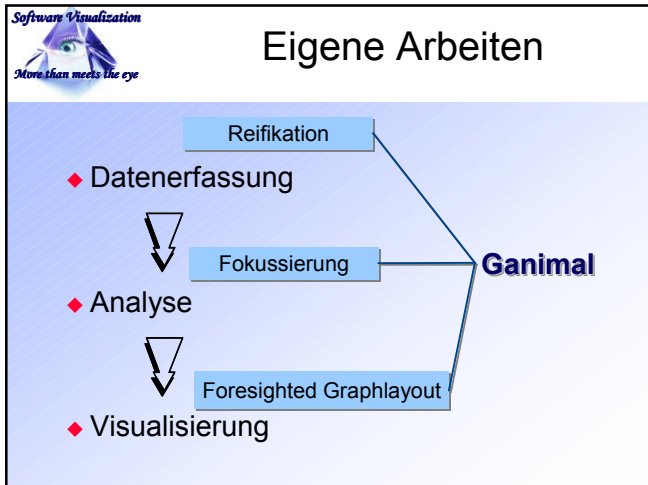 Software Visualization
More than meets the eye
Eigene Arbeiten
Reifikation
Datenerfassung
Fokussierung
Ganimal
Analyse
Foresighted Graphlayout
Visualisierung